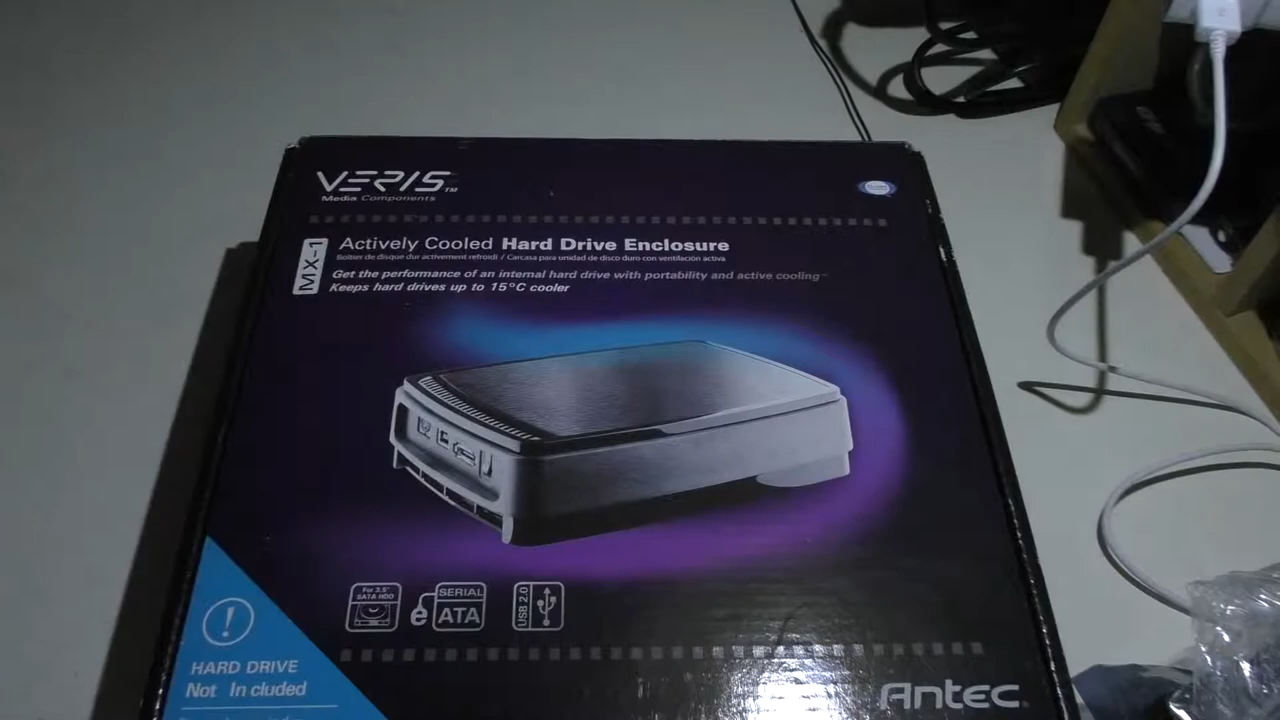 VERIS™
Media Components
MX-1
Actively Cooled Hard Drive Enclosure
Boîtier de disque dur activement refroidi / Carcasa para unidad de disco duro con ventilación activa
Get the performance of an internal hard drive with portability and active cooling
Keeps hard drives up to 15°C cooler
For 3.5"
SATA HDD
e SERIAL
ATA
USB 2.0
HARD DRIVE
Not In cluded
Antec